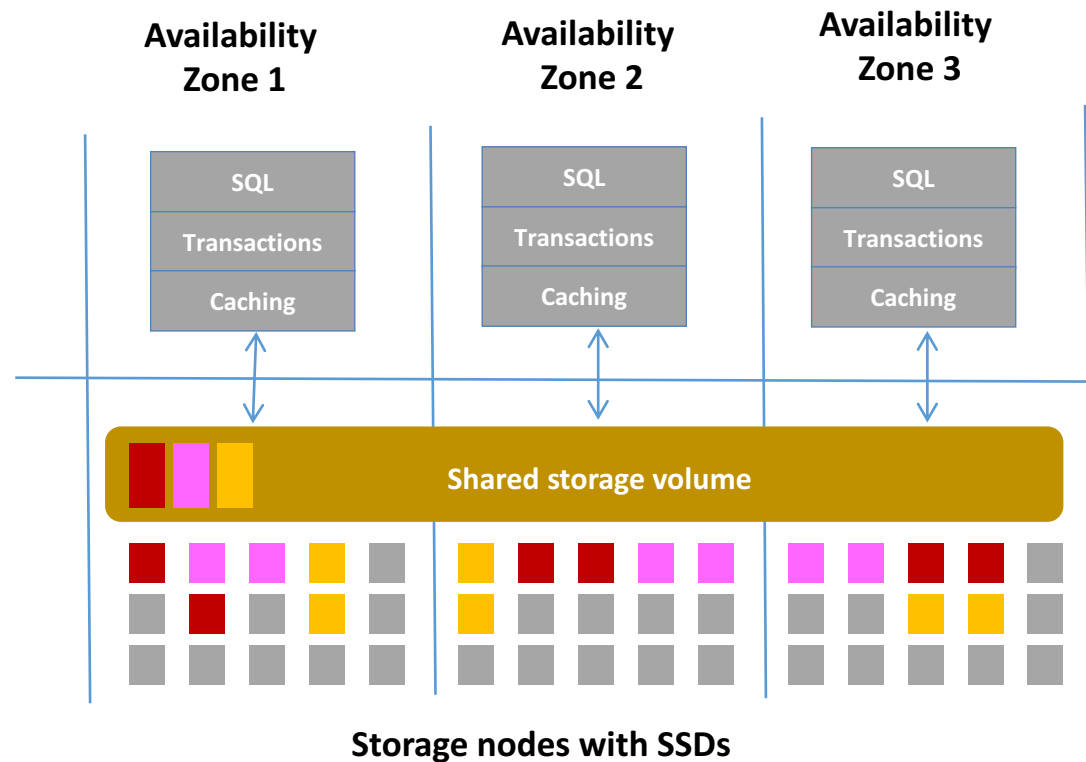 Availability
Zone 1
Availability
Zone 2
Availability
Zone 3
SQL
Transactions
Caching
SQL
Transactions
Caching
SQL
Transactions
Caching
Shared storage volume
Storage nodes with SSDs